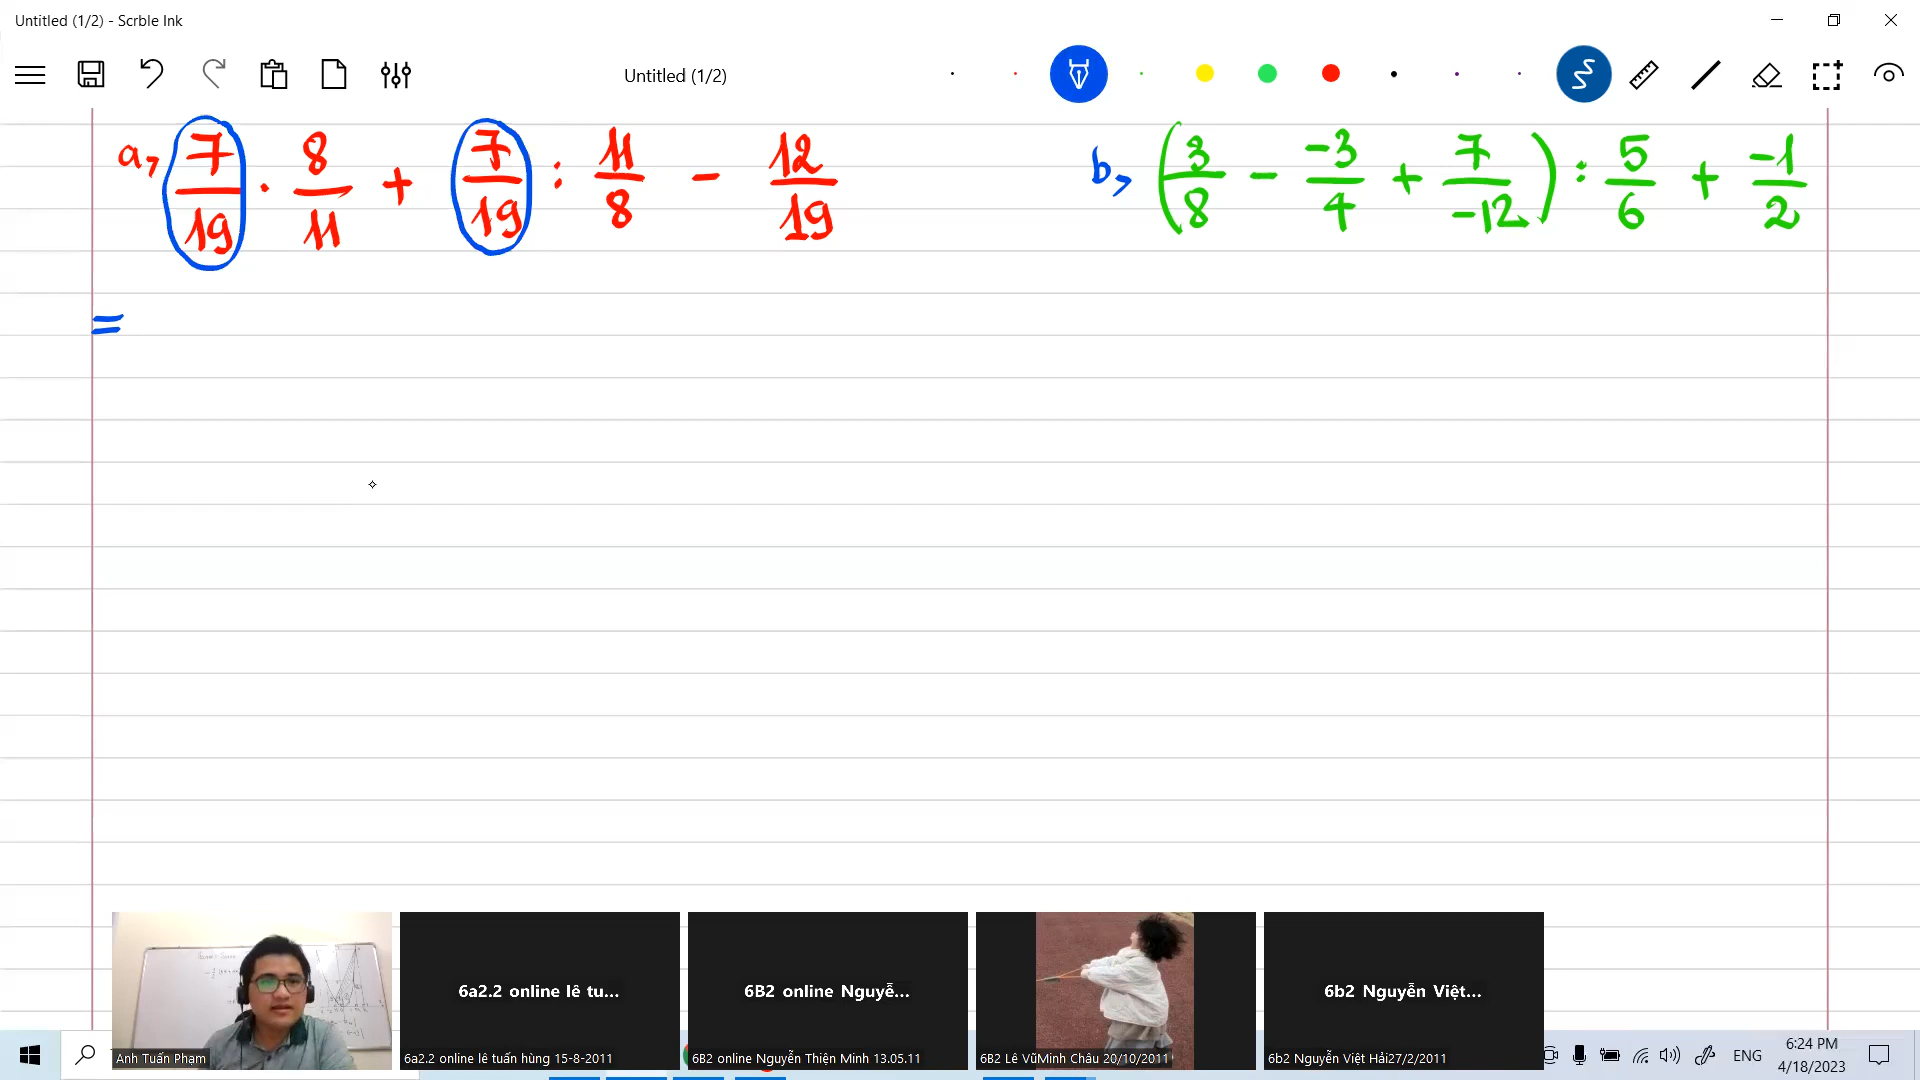 Untitled (1/2) - Scrble Ink
Untitled (1/2)
a, 7/19 . 8/11 + 7/19 : 11/8 - 12/19
b, (3/8 - -3/4 + 7/-12) : 5/6 + -1/2
=
6a2.2 online lê tu...
6B2 online Nguyễ...
6b2 Nguyễn Việt...
Anh Tuấn Phạm
6a2.2 online lê tuấn hùng 15-8-2011
6B2 online Nguyễn Thiện Minh 13.05.11
6B2 Lê VũMinh Châu 20/10/2011
6b2 Nguyễn Việt Hải27/2/2011
ENG
6:24 PM
4/18/2023